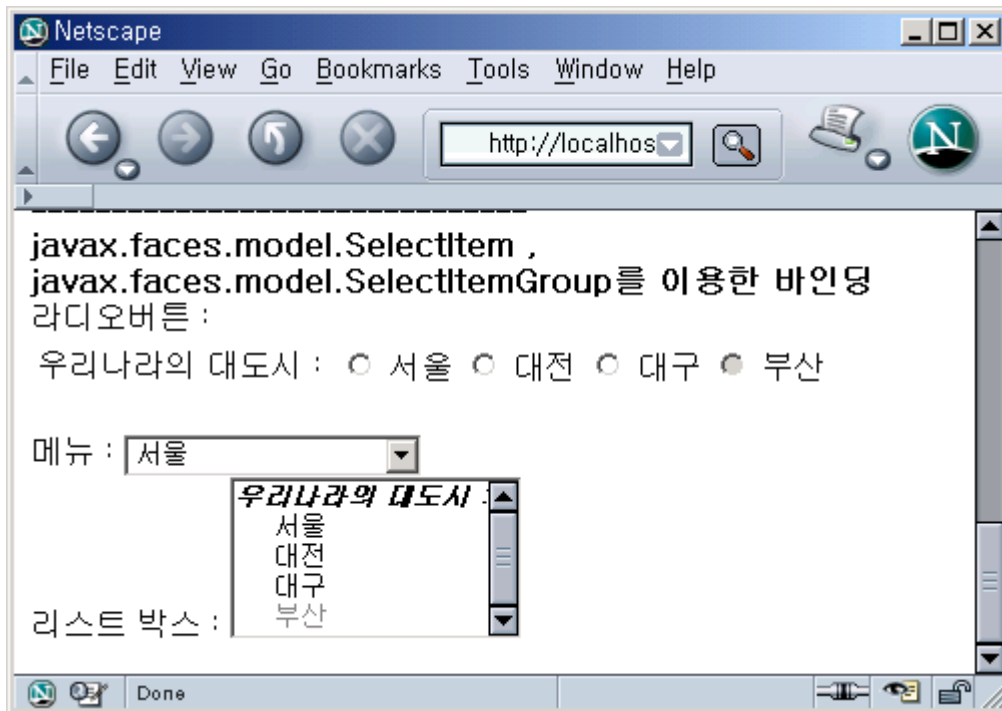 Netscape
File Edit View Go Bookmarks Tools Window Help
http://localhos
N
javax.faces.model.SelectItem ,
javax.faces.model.SelectItemGroup를 이용한 바인딩
라디오버튼 :
우리나라의 대도시 : 서울 대전 대구 부산
메뉴 : 서울
우리나라의 대도시 :
서울
대전
대구
부산
리스트 박스 :
Done